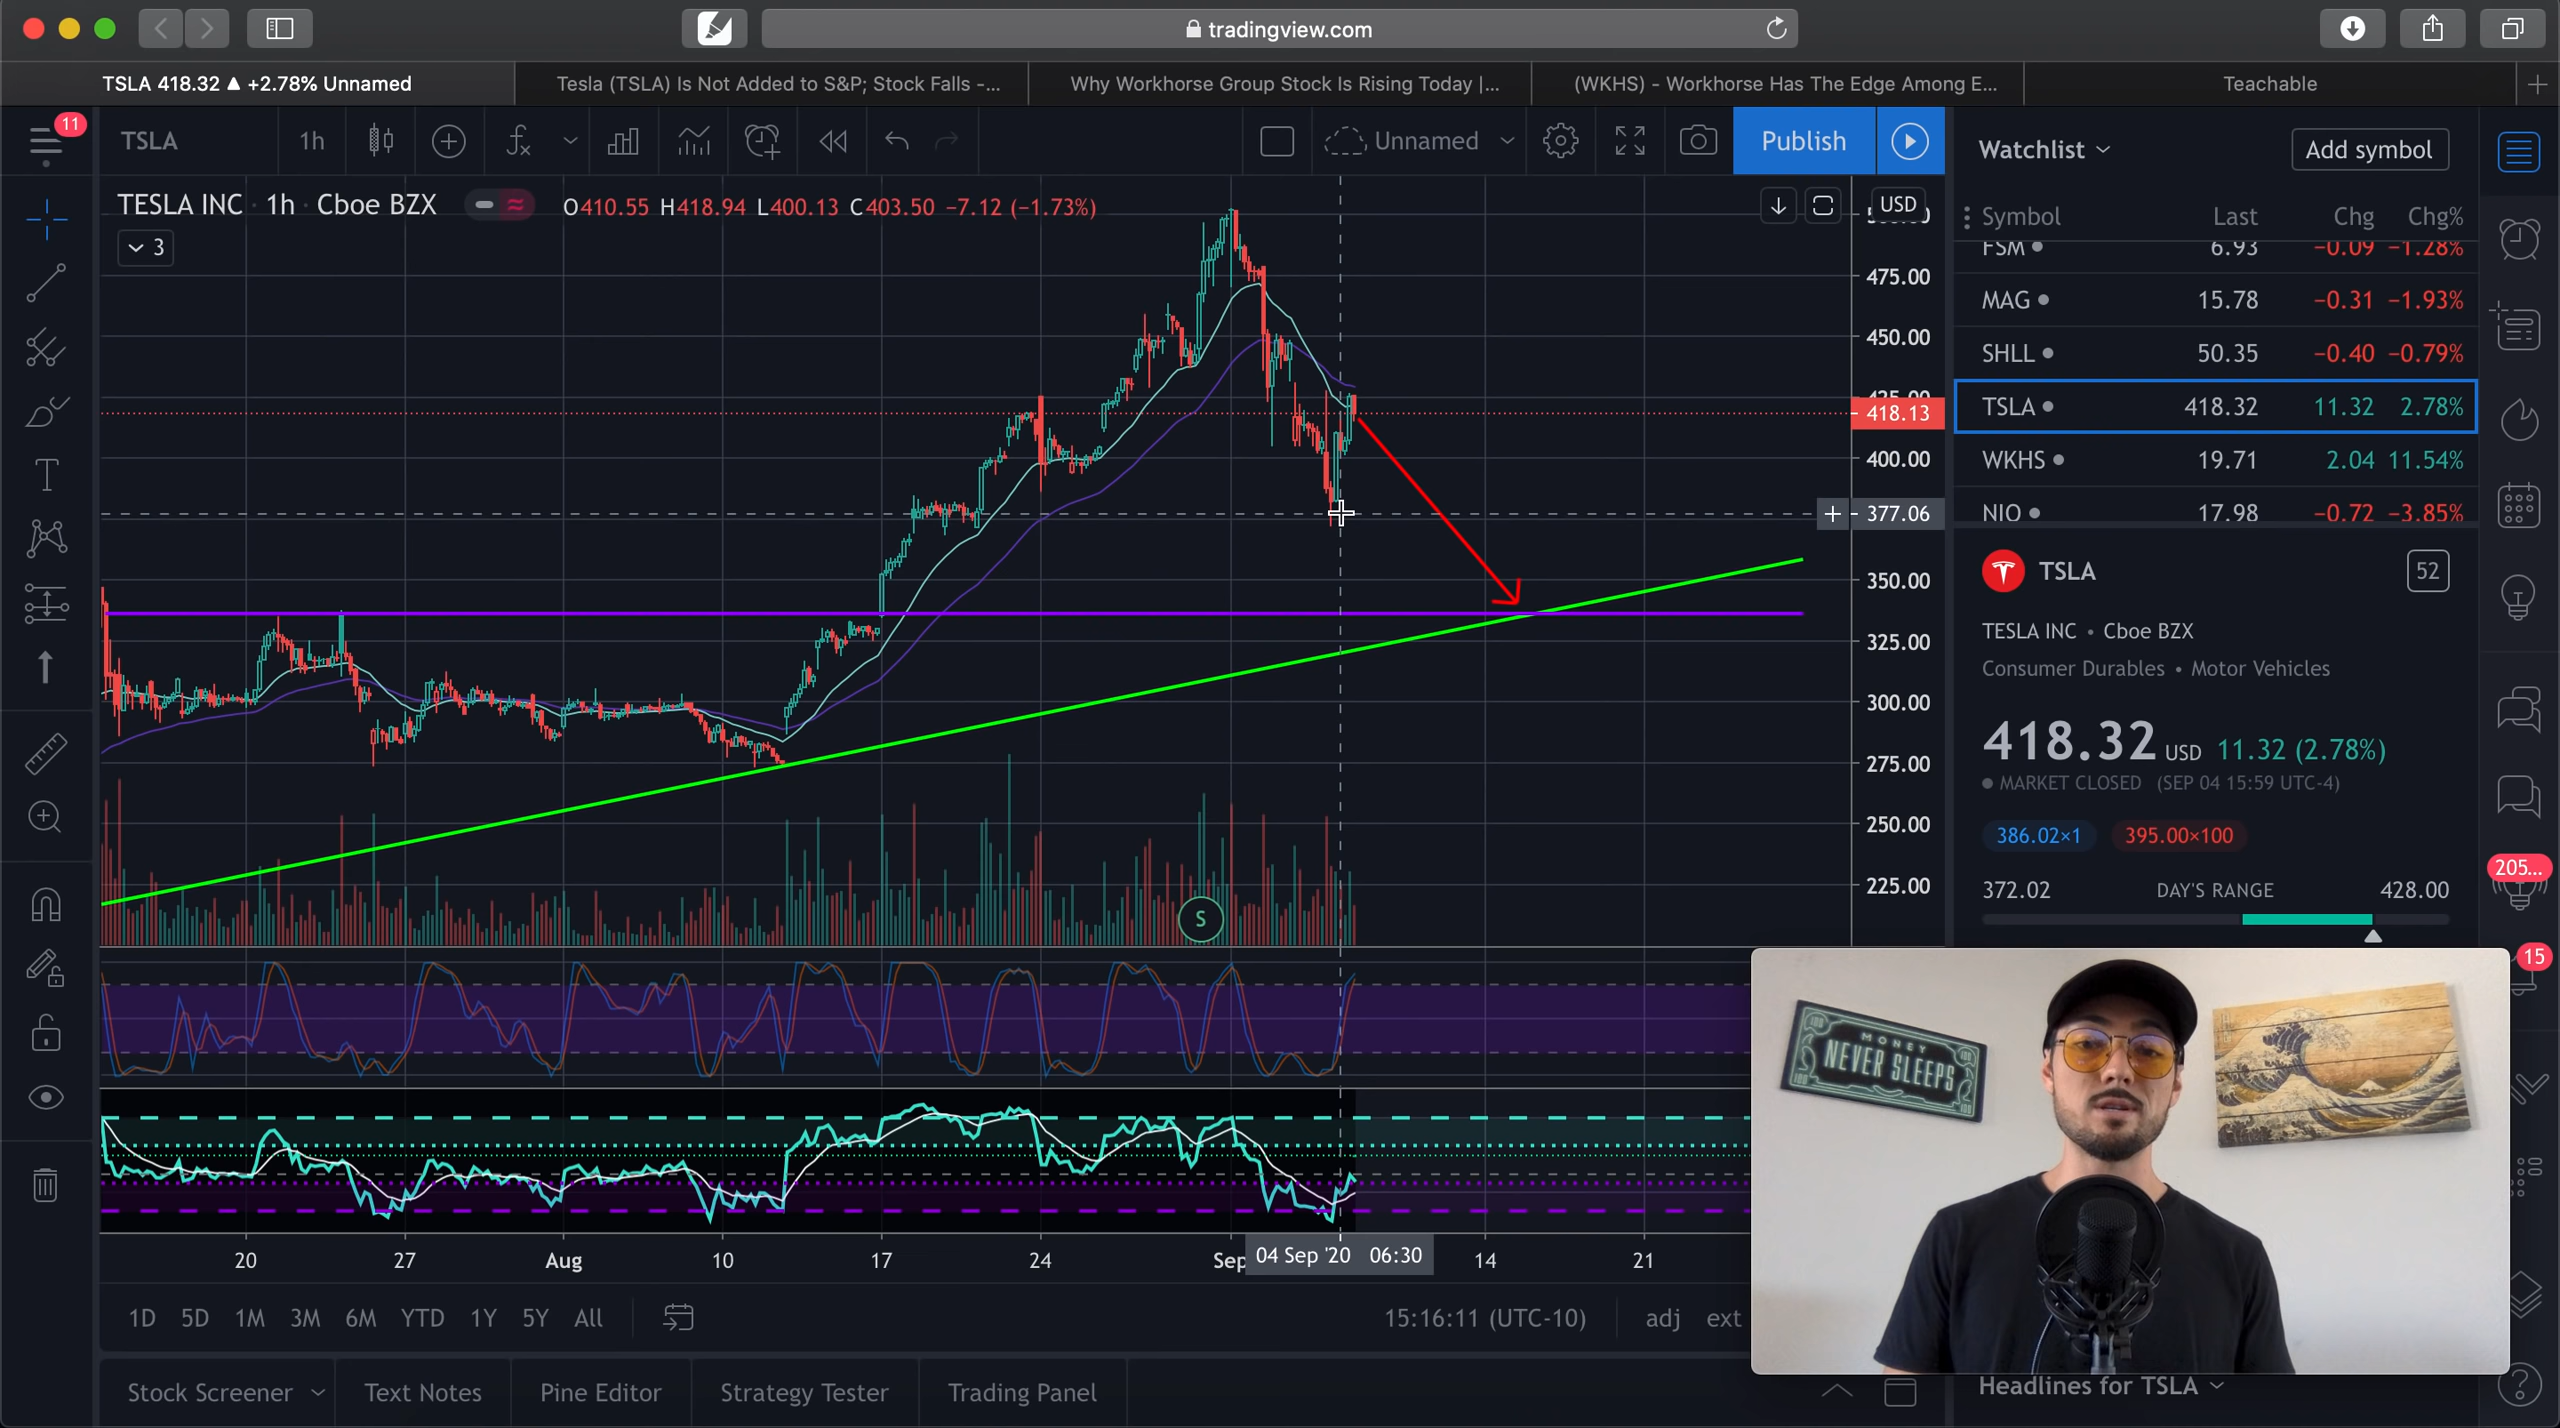 tradingview.com
TSLA 418.32 ▲ +2.78% Unnamed
Tesla (TSLA) Is Not Added to S&P; Stock Falls -...
Why Workhorse Group Stock Is Rising Today |...
(WKHS) - Workhorse Has The Edge Among E...
Teachable
11
TSLA
1h
Unnamed
Publish
TESLA INC · 1h · Cboe BZX
O410.55 H418.94 L400.13 C403.50 −7.12 (−1.73%)
3
USD
475.00
450.00
425.00
418.13
400.00
377.06
350.00
325.00
300.00
275.00
250.00
225.00
S
20
27
Aug
10
17
24
Sep
04 Sep '20 06:30
14
21
1D 5D 1M 3M 6M YTD 1Y 5Y All
15:16:11 (UTC-10)
adj
ext
Stock Screener
Text Notes
Pine Editor
Strategy Tester
Trading Panel
Watchlist
Add symbol
Symbol Last Chg Chg%
FSM 6.93 −0.09 −1.28%
MAG 15.78 −0.31 −1.93%
SHLL 50.35 −0.40 −0.79%
TSLA 418.32 11.32 2.78%
WKHS 19.71 2.04 11.54%
NIO 17.98 −0.72 −3.85%
TSLA
52
TESLA INC • Cboe BZX
Consumer Durables • Motor Vehicles
418.32 USD 11.32 (2.78%)
MARKET CLOSED (SEP 04 15:59 UTC-4)
386.02×1
395.00×100
372.02 DAY'S RANGE 428.00
205...
15
MONEY
NEVER SLEEPS
100
100
100
100
Headlines for TSLA